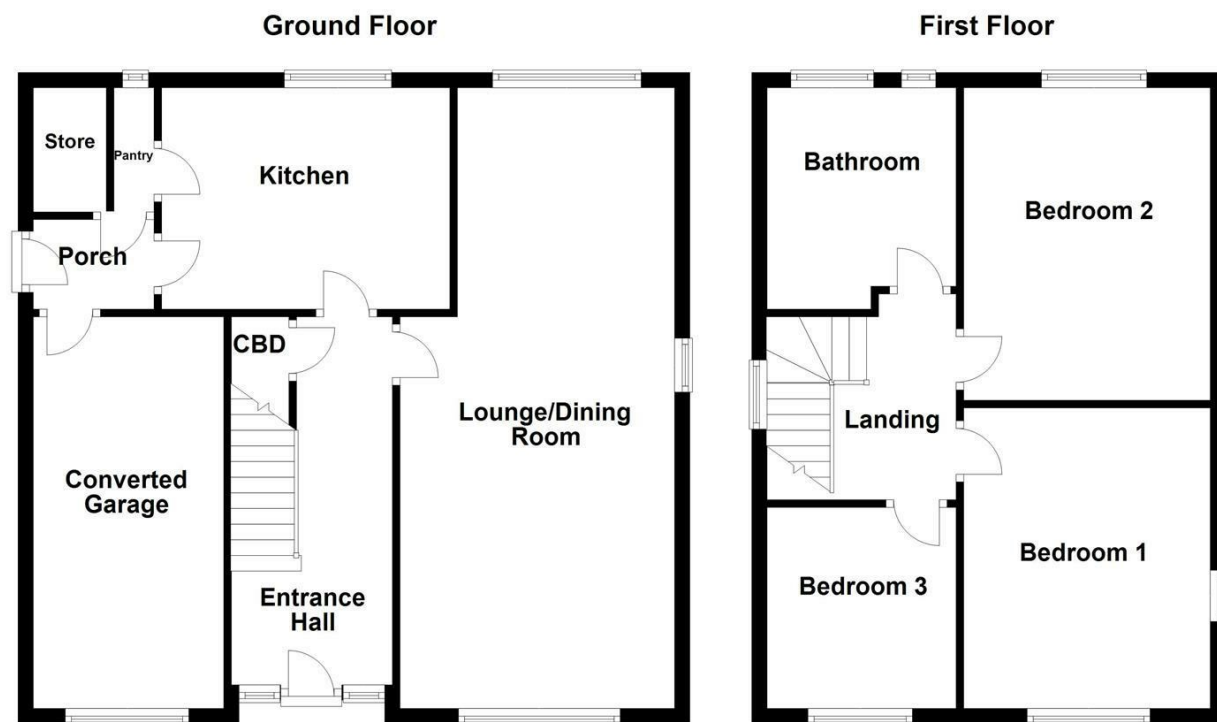 Ground Floor
Store
Pantry
Kitchen
Porch
CBD
Lounge/Dining
Room
Converted
Garage
Entrance
Hall
First Floor
Bathroom
Bedroom 2
Landing
Bedroom 1
Bedroom 3